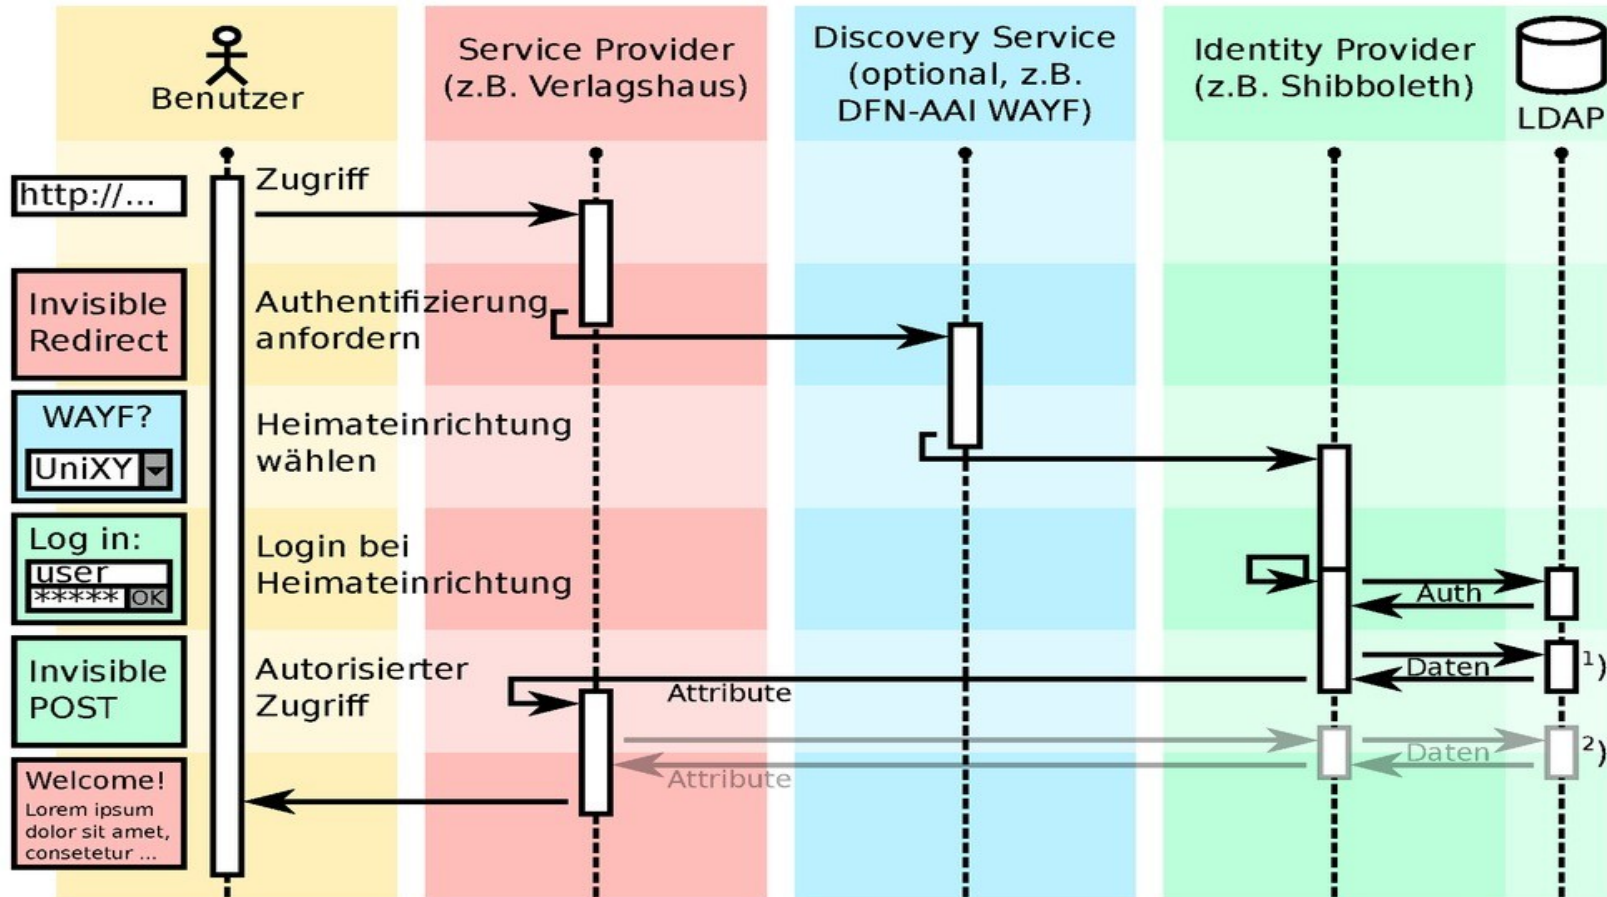 Benutzer
Service Provider
(z.B. Verlagshaus)
Discovery Service
(optional, z.B.
DFN-AAI WAYF)
Identity Provider
(z.B. Shibboleth)
LDAP
http://...
Zugriff
Invisible
Redirect
Authentifizierung
anfordern
WAYF?
UniXY
Heimateinrichtung
wählen
Log in:
user
*****
OK
Login bei
Heimateinrichtung
Auth
Invisible
POST
Autorisierter
Zugriff
Attribute
Daten
¹)
Attribute
Daten
²)
Welcome!
Lorem ipsum
dolor sit amet,
consetetur ...